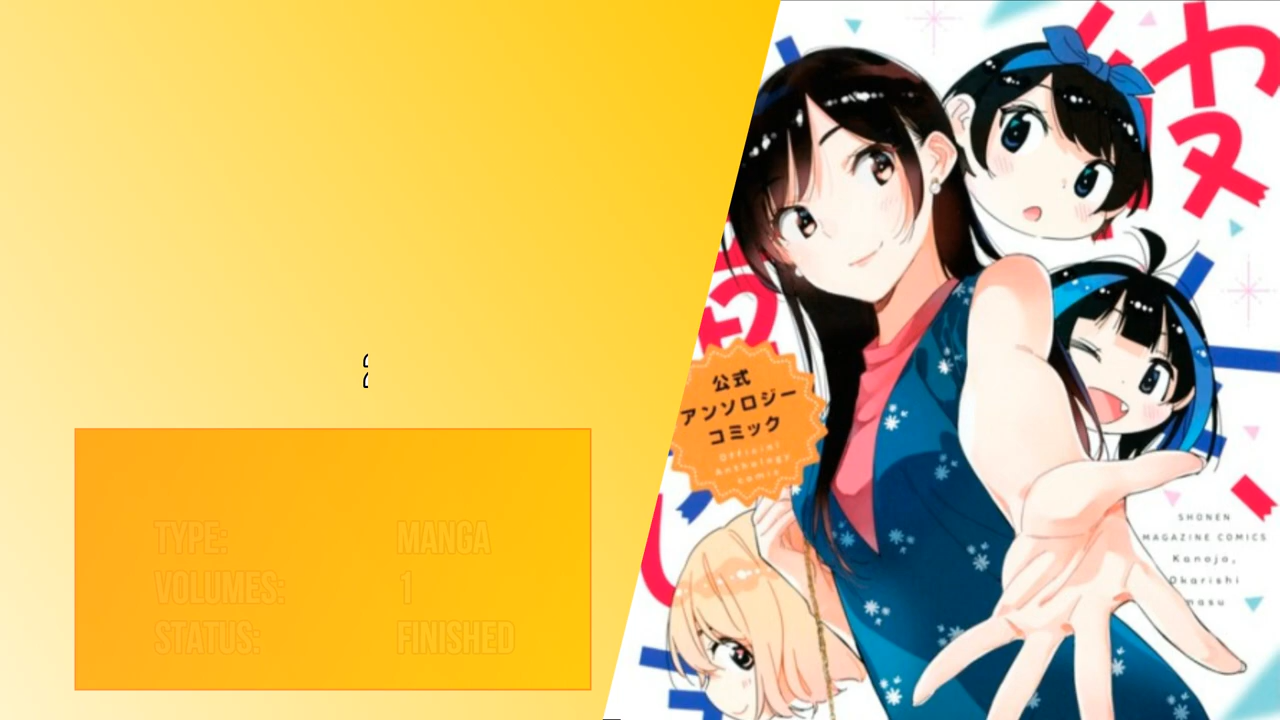 TYPE: MANGA
VOLUMES: 1
STATUS: FINISHED
公式
アンソロジー
コミック
Official
Anthology
comic
SHONEN
MAGAZINE COMICS
Kanojo,
Okarishi
masu